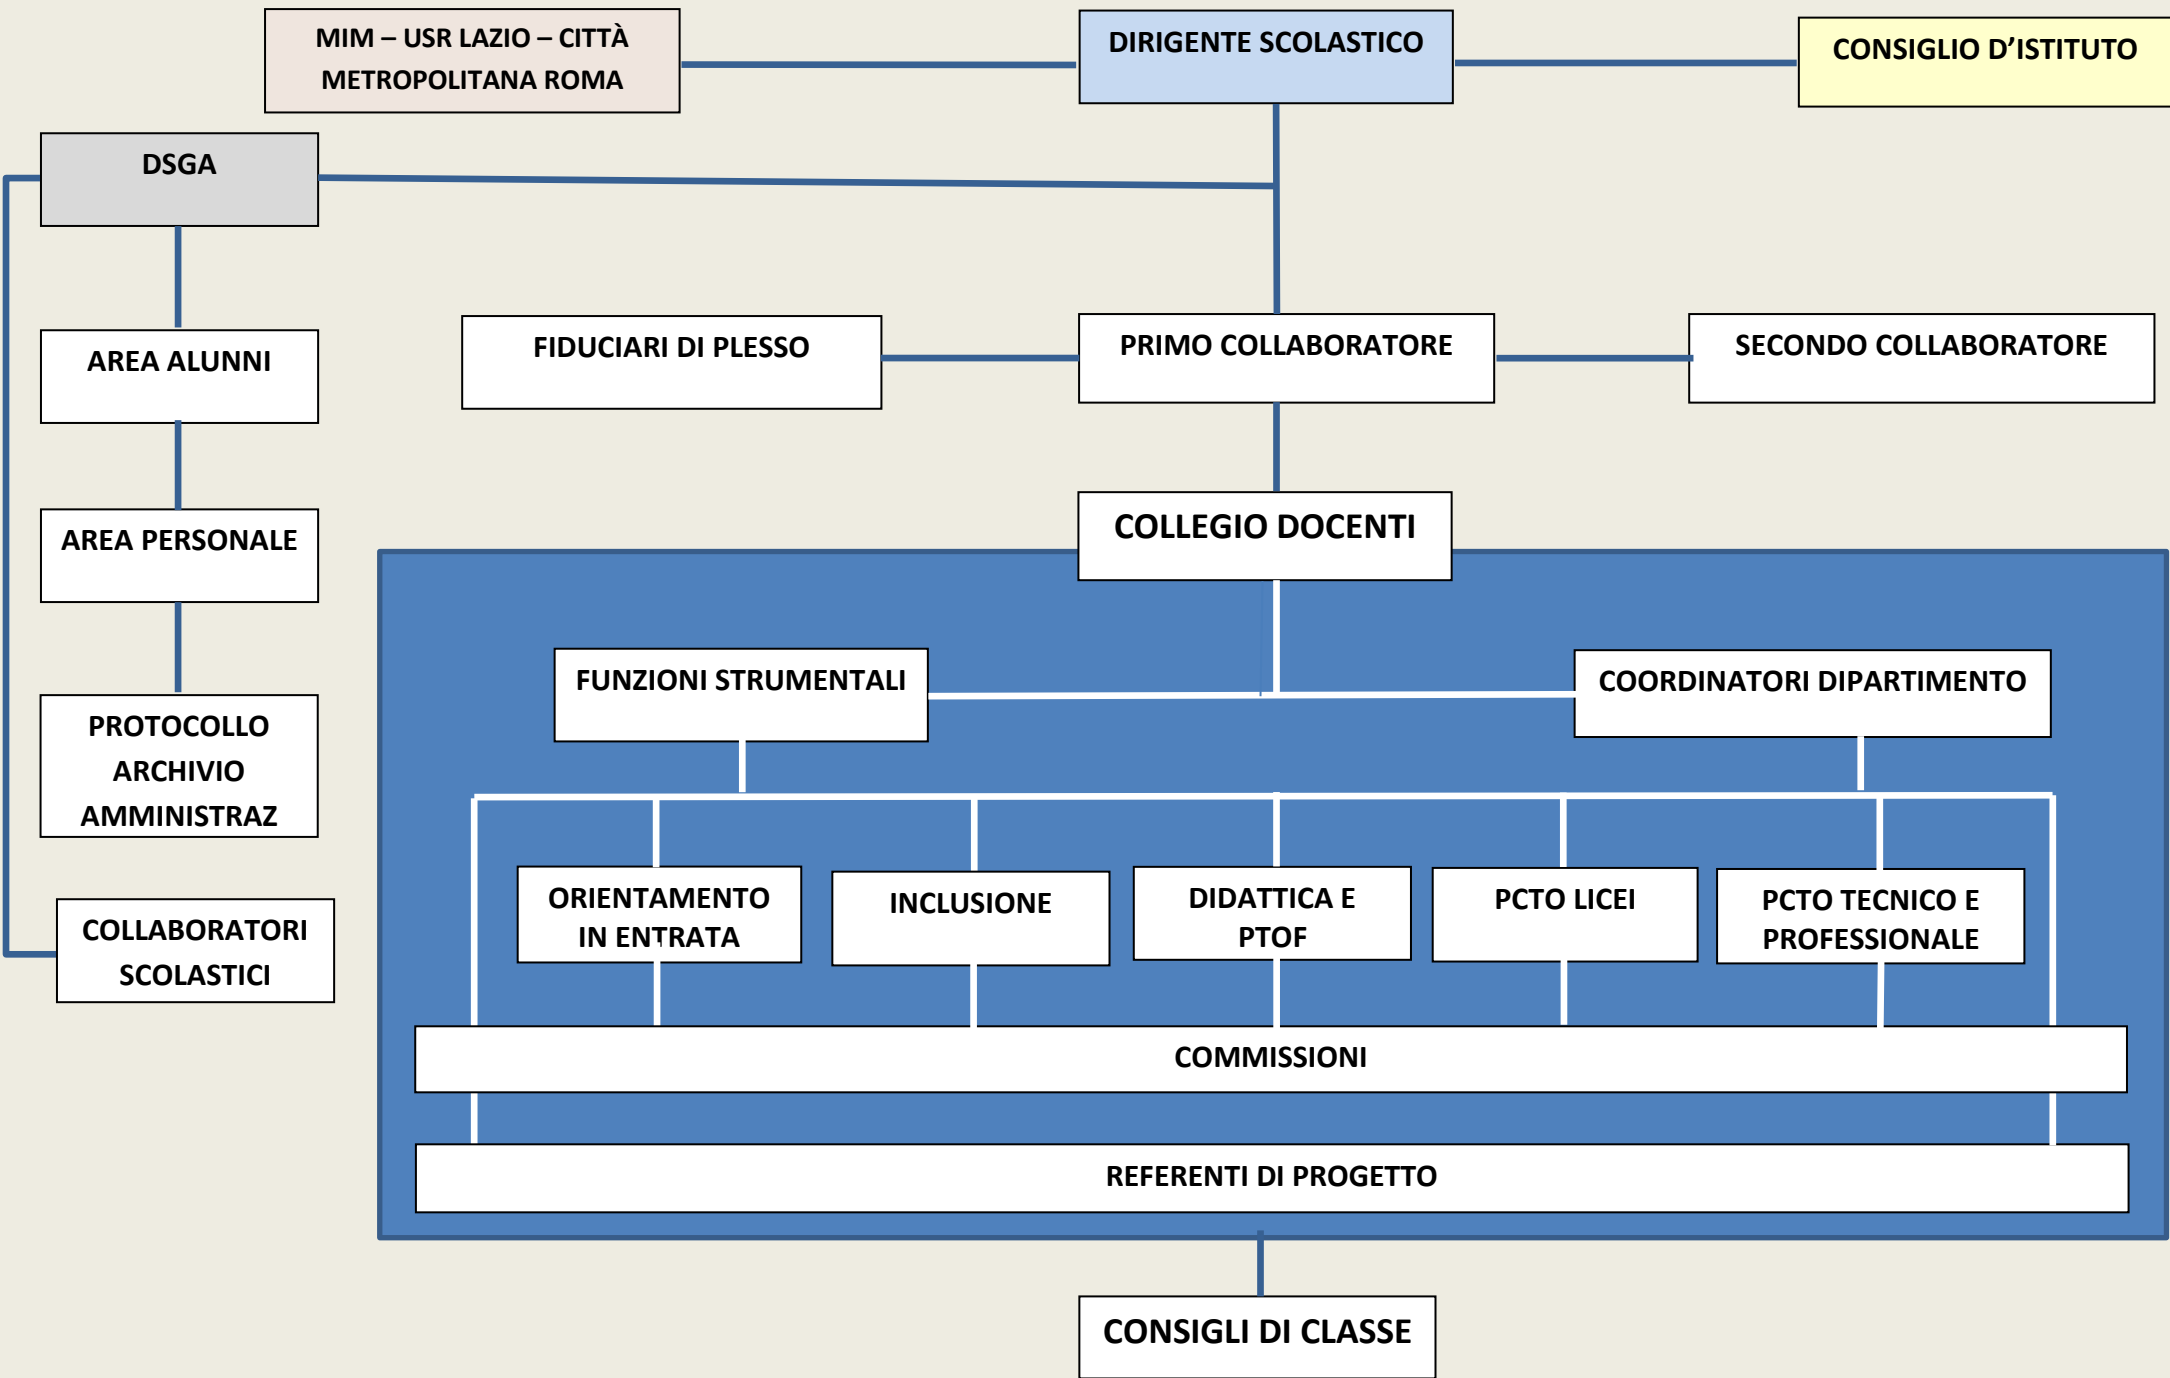 MIM – USR LAZIO – CITTÀ
METROPOLITANA ROMA
DIRIGENTE SCOLASTICO
CONSIGLIO D’ISTITUTO
DSGA
FIDUCIARI DI PLESSO
PRIMO COLLABORATORE
SECONDO COLLABORATORE
AREA ALUNNI
AREA PERSONALE
PROTOCOLLO
ARCHIVIO
AMMINISTRAZ
COLLABORATORI
SCOLASTICI
COLLEGIO DOCENTI
FUNZIONI STRUMENTALI
COORDINATORI DIPARTIMENTO
ORIENTAMENTO
IN ENTRATA
INCLUSIONE
DIDATTICA E
PTOF
PCTO LICEI
PCTO TECNICO E
PROFESSIONALE
COMMISSIONI
REFERENTI DI PROGETTO
CONSIGLI DI CLASSE